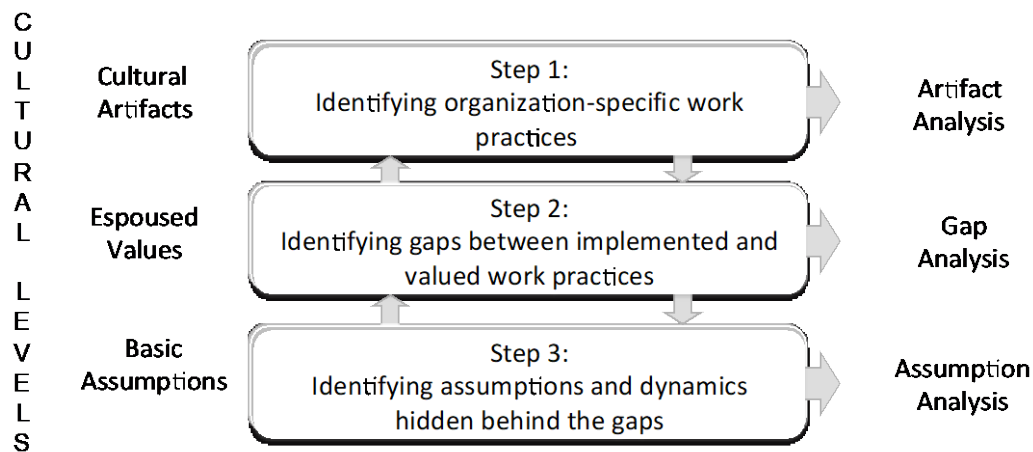 CULTURAL LEVELS
Cultural
Artifacts
Step 1:
Identifying organization-specific work
practices
Artifact
Analysis
Espoused
Values
Step 2:
Identifying gaps between implemented and
valued work practices
Gap
Analysis
Basic
Assumptions
Step 3:
Identifying assumptions and dynamics
hidden behind the gaps
Assumption
Analysis